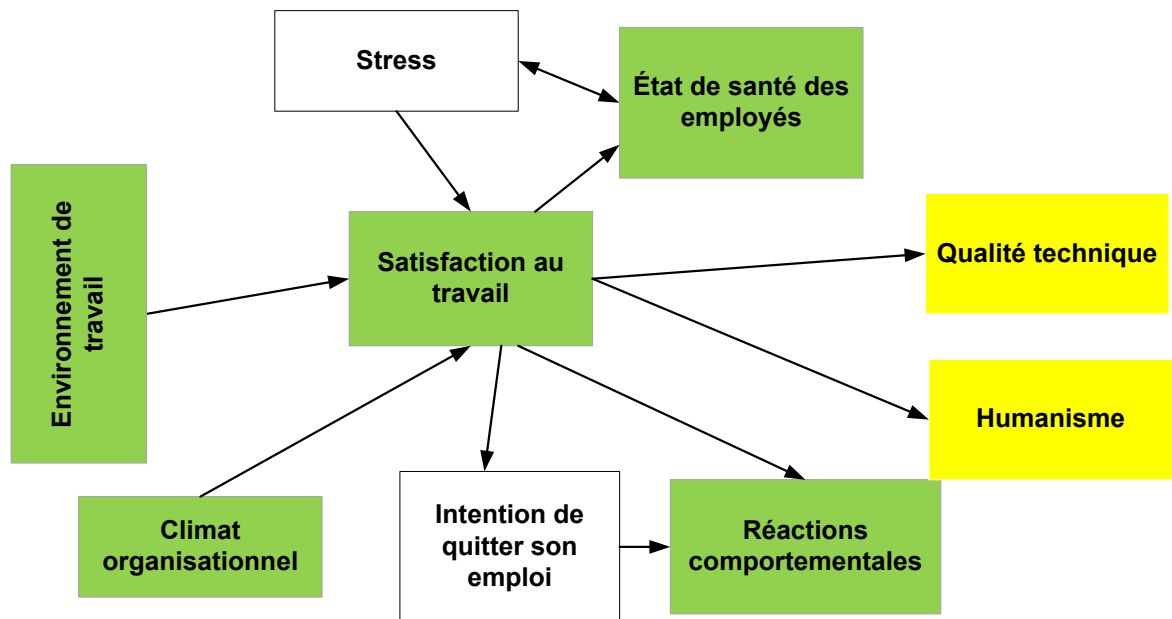 Stress
État de santé des
employés
Environnement de
travail
Satisfaction au
travail
Qualité technique
Humanisme
Climat
organisationnel
Intention de
quitter son
emploi
Réactions
comportementales